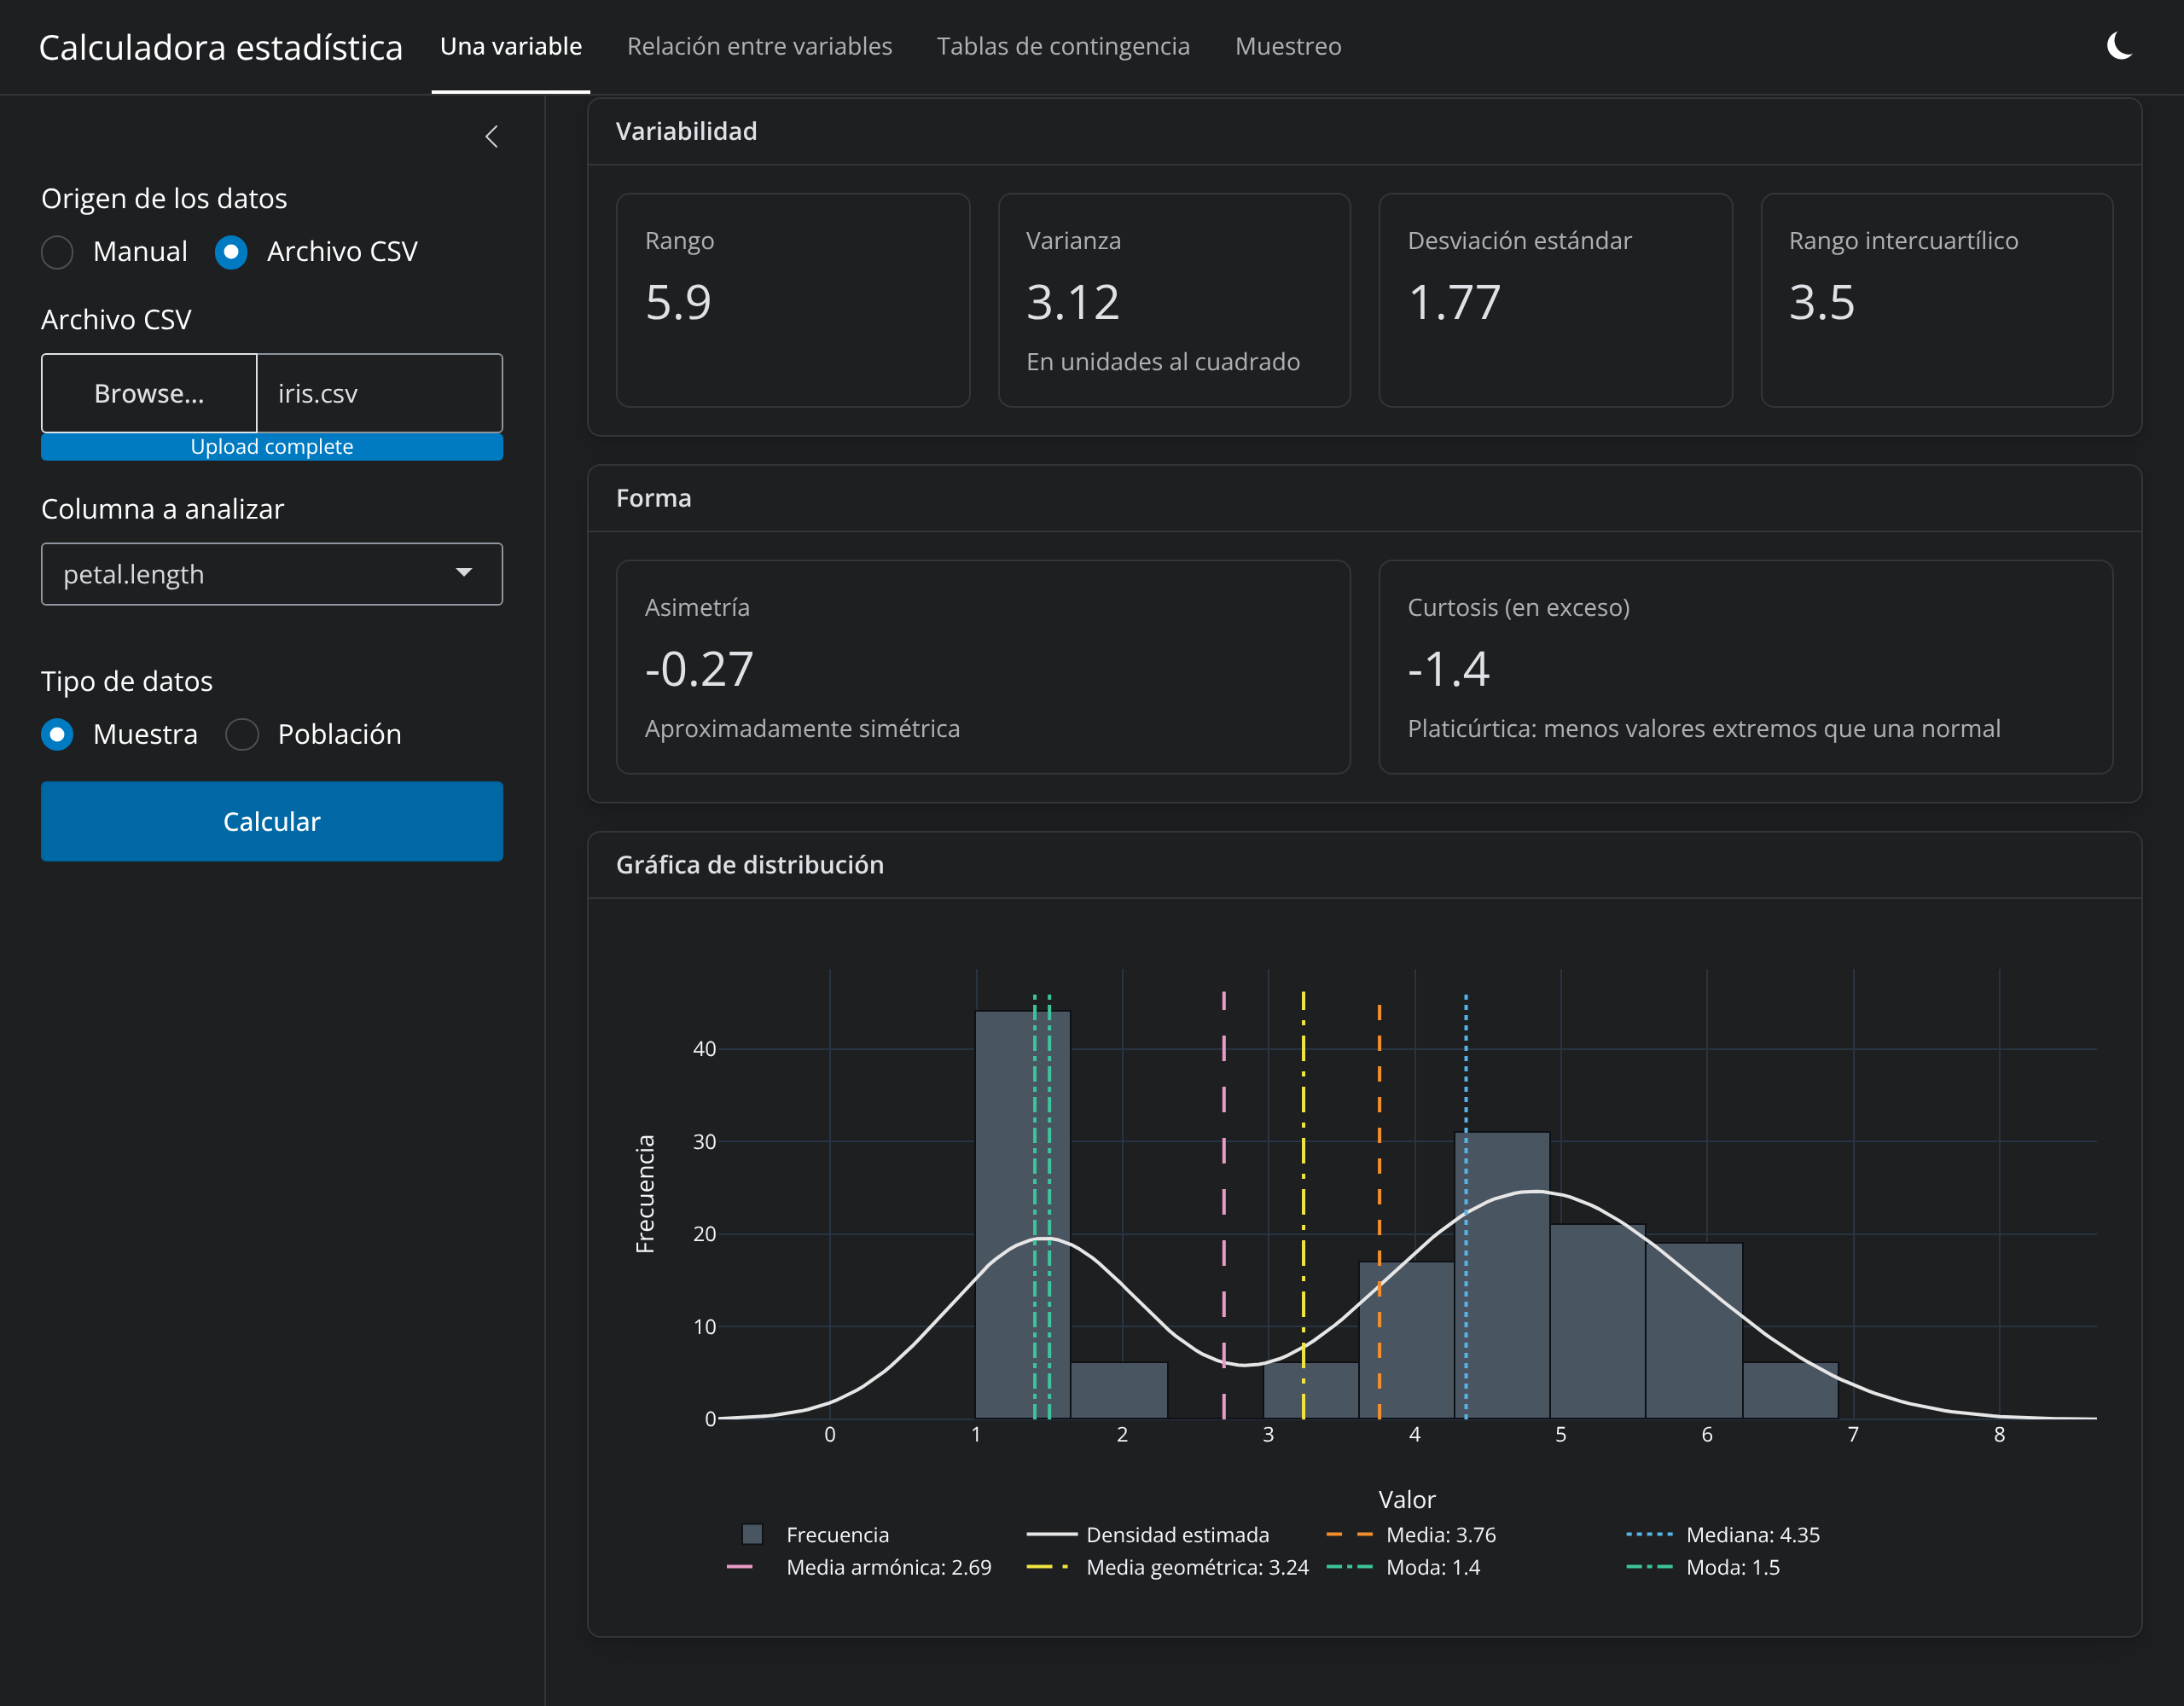 Calculadora estadística
Una variable
Relación entre variables
Tablas de contingencia
Muestreo
Origen de los datos
Manual
Archivo CSV
Archivo CSV
Browse...
iris.csv
Upload complete
Columna a analizar
petal.length
Tipo de datos
Muestra
Población
Calcular
Variabilidad
Rango
5.9
Varianza
3.12
En unidades al cuadrado
Desviación estándar
1.77
Rango intercuartílico
3.5
Forma
Asimetría
-0.27
Aproximadamente simétrica
Curtosis (en exceso)
-1.4
Platicúrtica: menos valores extremos que una normal
Gráfica de distribución
Frecuencia
40
30
20
10
0
0 1 2 3 4 5 6 7 8
Valor
Frecuencia
Densidad estimada
Media: 3.76
Mediana: 4.35
Media armónica: 2.69
Media geométrica: 3.24
Moda: 1.4
Moda: 1.5